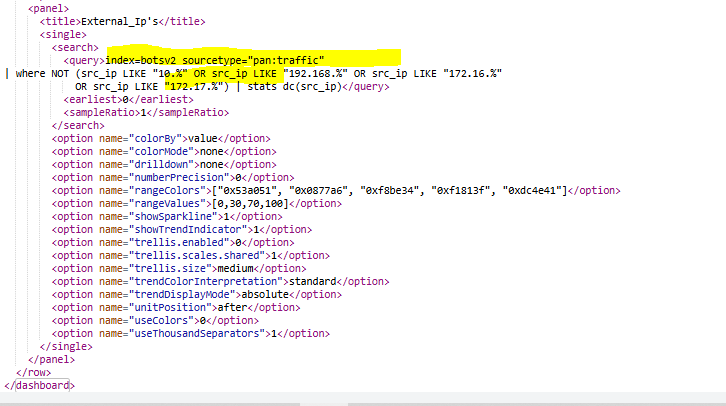 <panel>
<title>External_Ip's</title>
<single>
<search>
<query>index=botsv2 sourcetype="pan:traffic"
| where NOT (src_ip LIKE "10.%" OR src_ip LIKE "192.168.%" OR src_ip LIKE "172.16.%"
OR src_ip LIKE "172.17.%") | stats dc(src_ip)</query>
<earliest>0</earliest>
<sampleRatio>1</sampleRatio>
</search>
<option name="colorBy">value</option>
<option name="colorMode">none</option>
<option name="drilldown">none</option>
<option name="numberPrecision">0</option>
<option name="rangeColors">["0x53a051", "0x0877a6", "0xf8be34", "0xf1813f", "0xdc4e41"]</option>
<option name="rangeValues">[0,30,70,100]</option>
<option name="showSparkline">1</option>
<option name="showTrendIndicator">1</option>
<option name="trellis.enabled">0</option>
<option name="trellis.scales.shared">1</option>
<option name="trellis.size">medium</option>
<option name="trendColorInterpretation">standard</option>
<option name="trendDisplayMode">absolute</option>
<option name="unitPosition">after</option>
<option name="useColors">0</option>
<option name="useThousandSeparators">1</option>
</single>
</panel>
</row>
</dashboard>